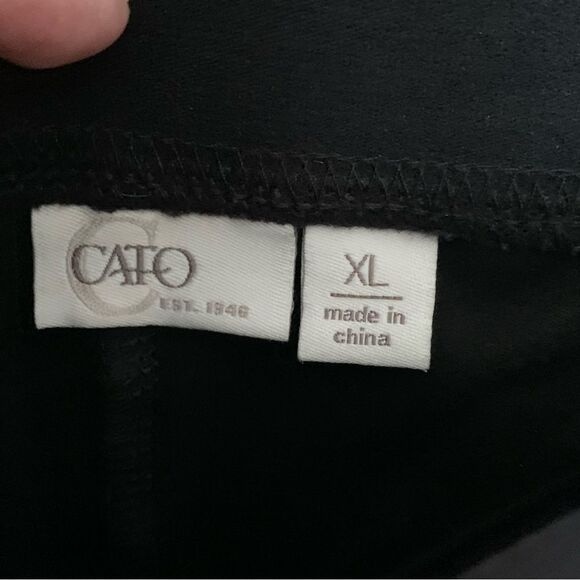 C
CATO
EST. 1946
XL
made in
china